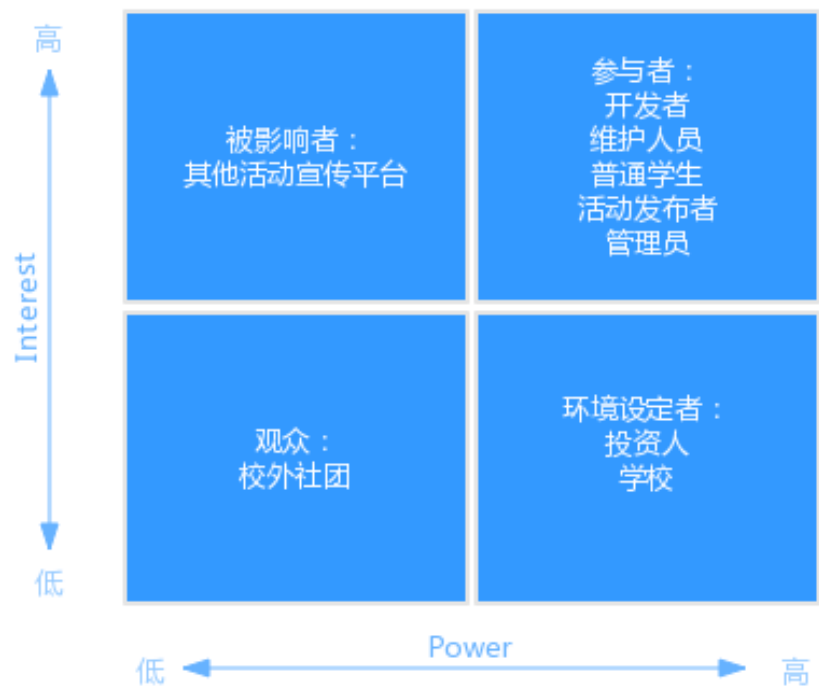 高
被影响者：
其他活动宣传平台
参与者：
开发者
维护人员
普通学生
活动发布者
管理员
Interest
观众：
校外社团
环境设定者：
投资人
学校
低
Power
低
高